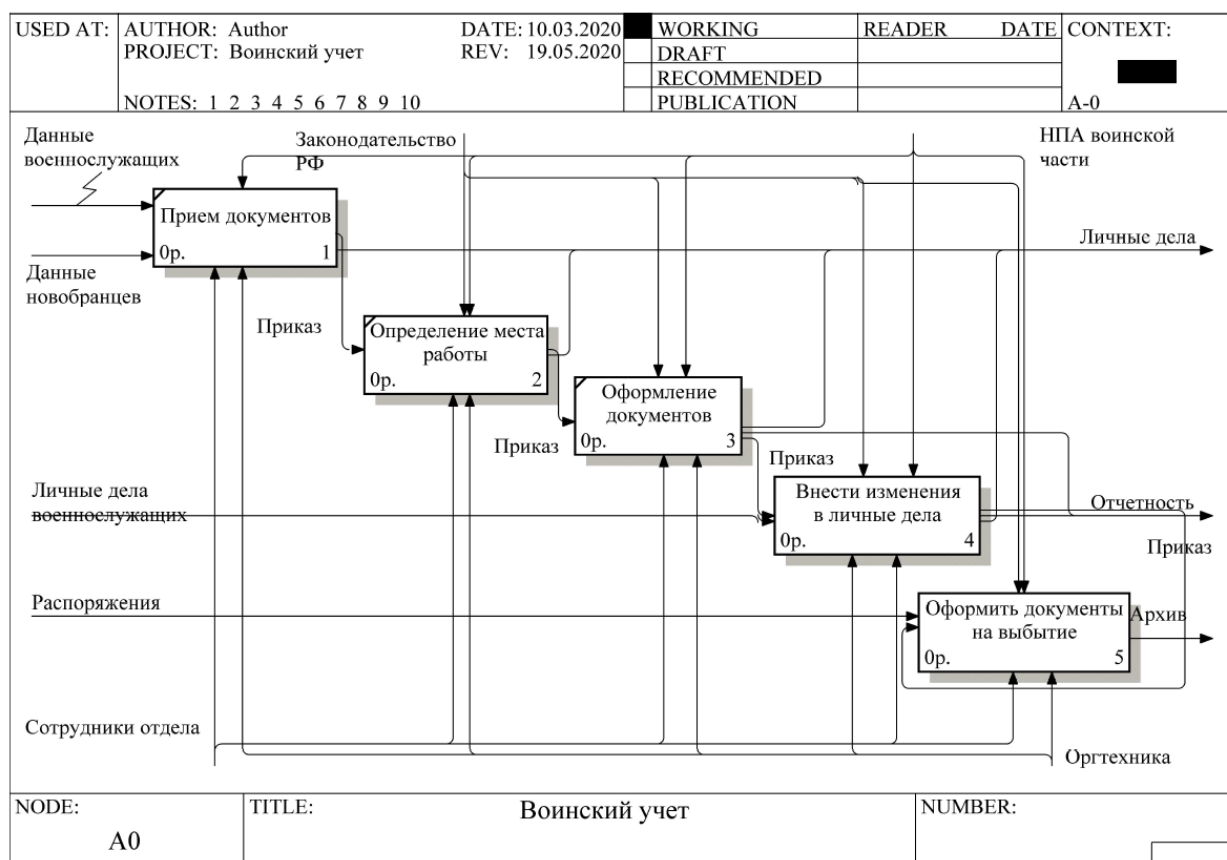 USED AT:
AUTHOR: Author
DATE: 10.03.2020
PROJECT: Воинский учет
REV: 19.05.2020
NOTES: 1 2 3 4 5 6 7 8 9 10
WORKING
DRAFT
RECOMMENDED
PUBLICATION
READER
DATE
CONTEXT:
A-0
Данные
военнослужащих
Законодательство
РФ
НПА воинской
части
Прием документов
0р.
1
Личные дела
Данные
новобранцев
Приказ
Определение места
работы
0р.
2
Оформление
документов
0р.
3
Приказ
Приказ
Личные дела
военнослужащих
Внести изменения
в личные дела
0р.
4
Отчетность
Приказ
Распоряжения
Оформить документы
на выбытие
0р.
5
Архив
Сотрудники отдела
Оргтехника
NODE:
A0
TITLE:
Воинский учет
NUMBER: